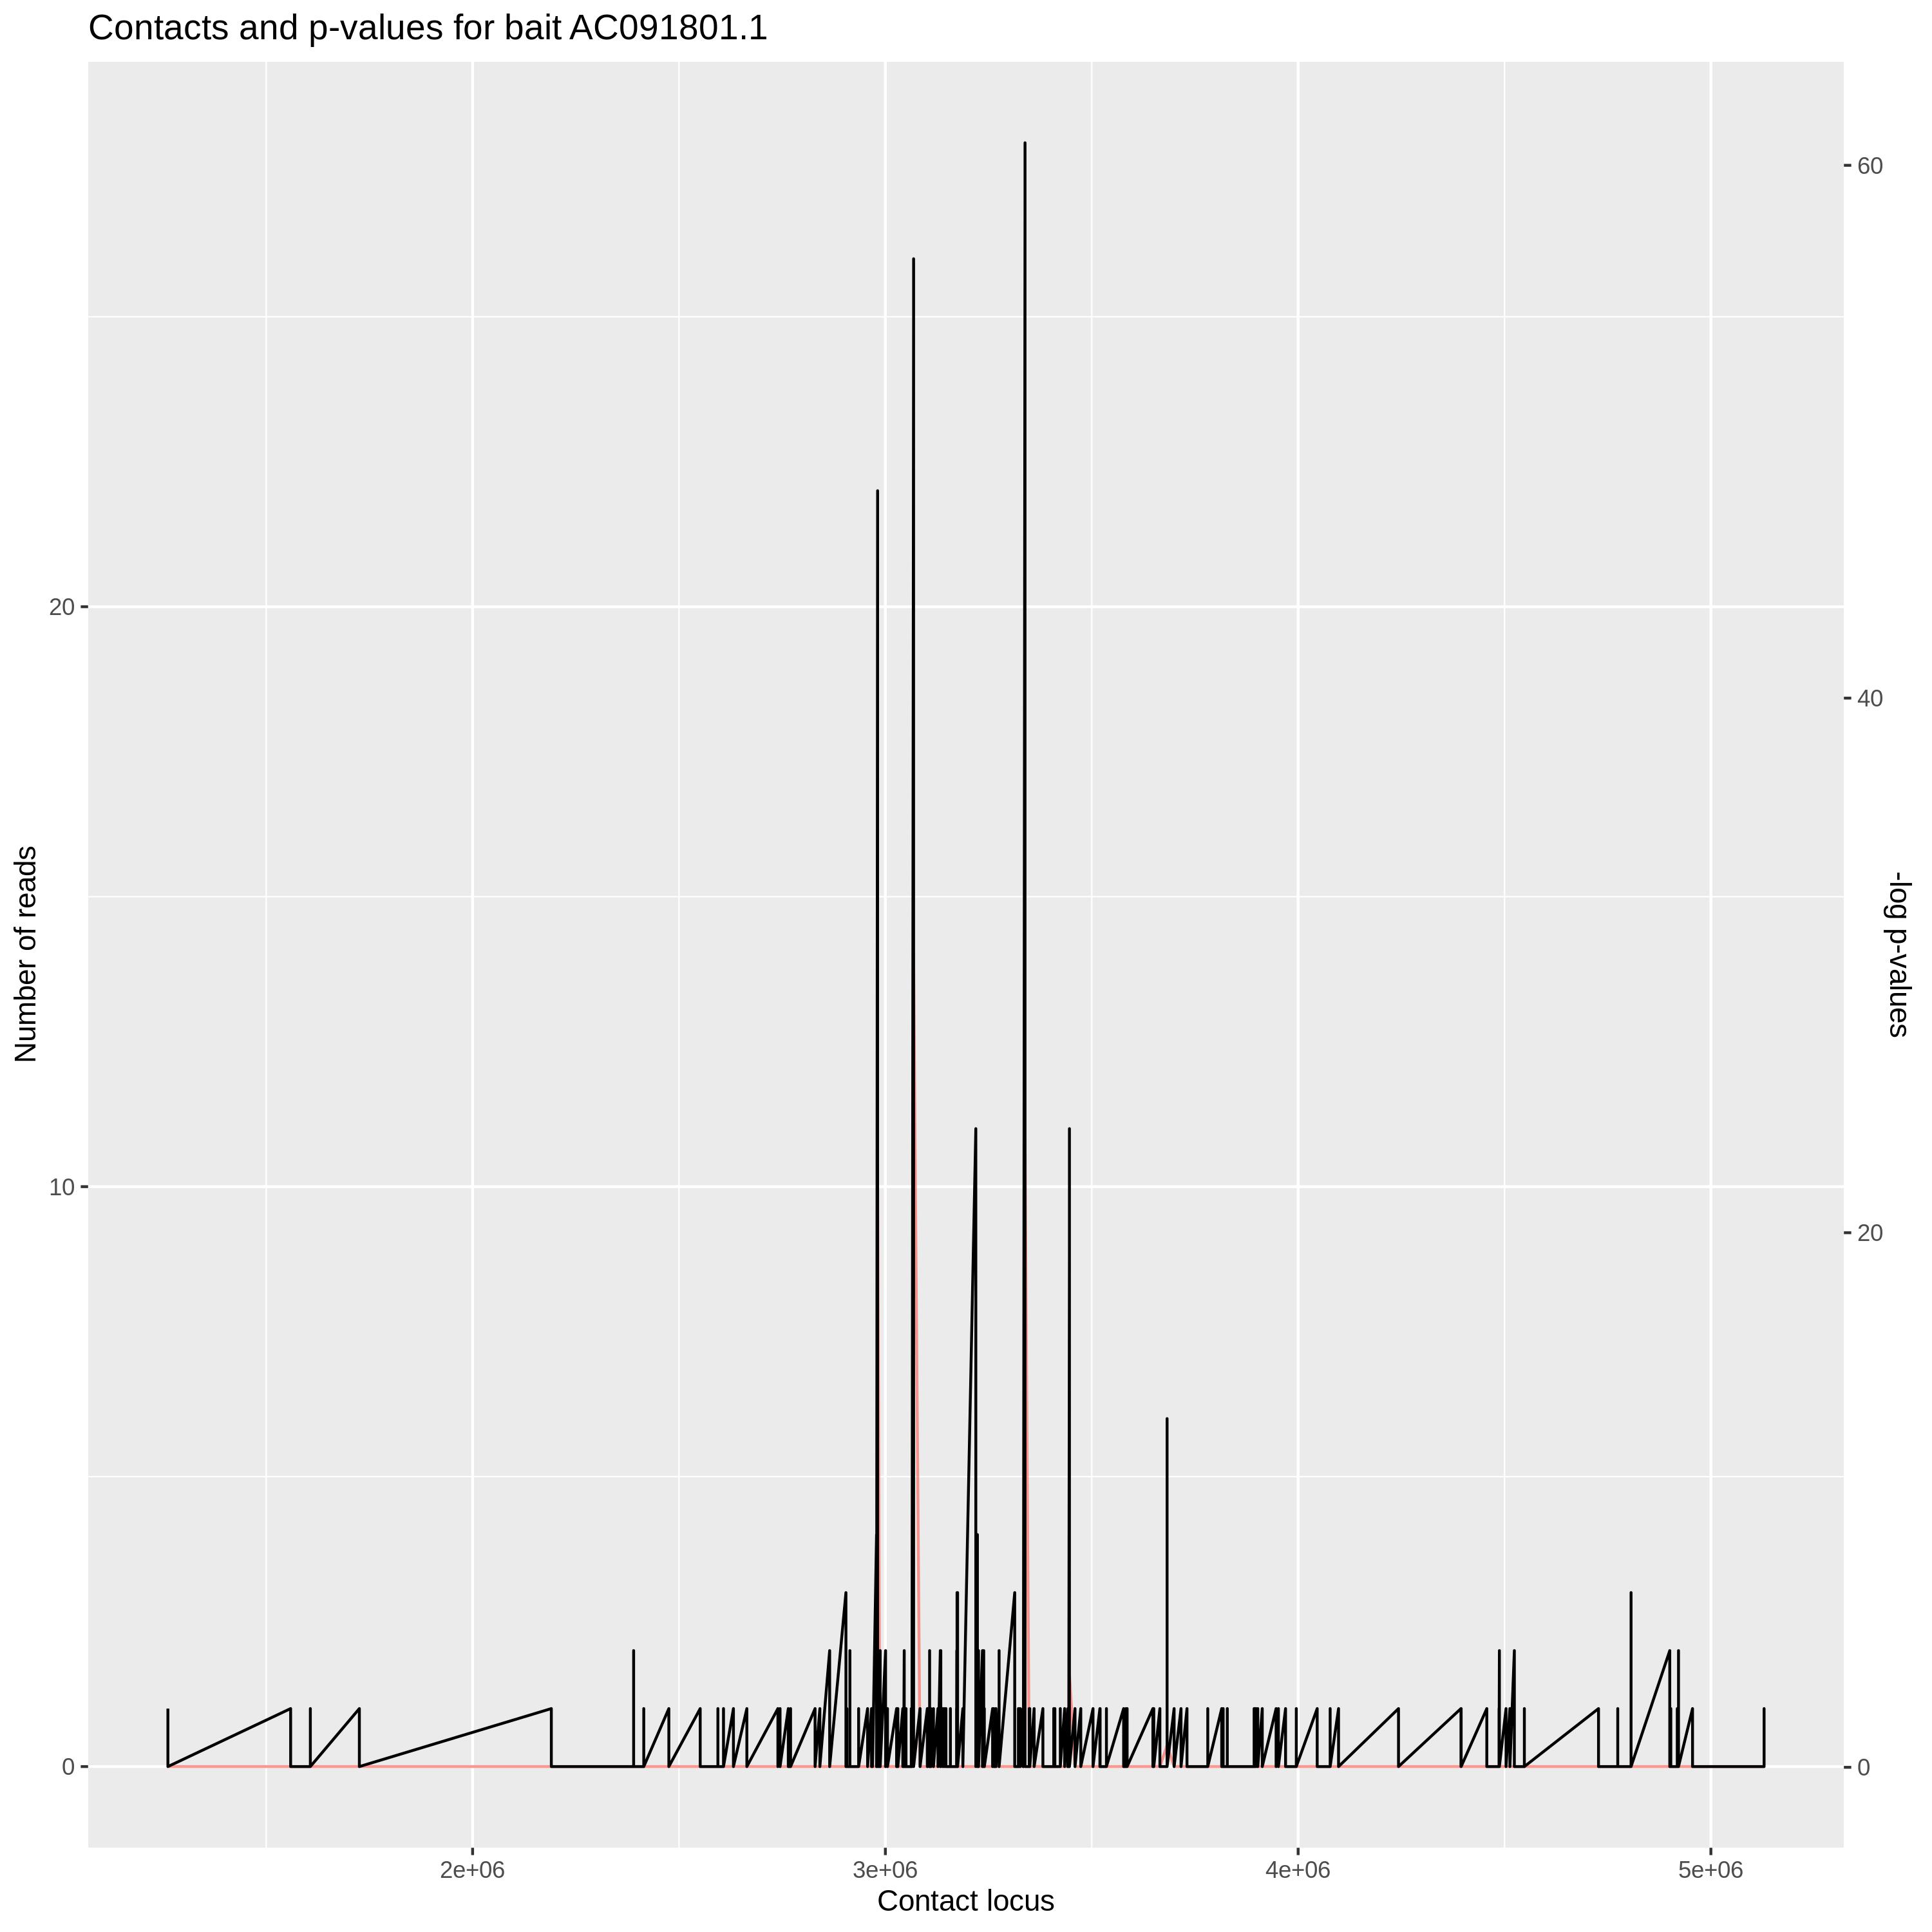 Contacts and p-values for bait AC091801.1
Number of reads
20
10
0
60
40
20
0
-log p-values
2e+06
3e+06
4e+06
5e+06
Contact locus